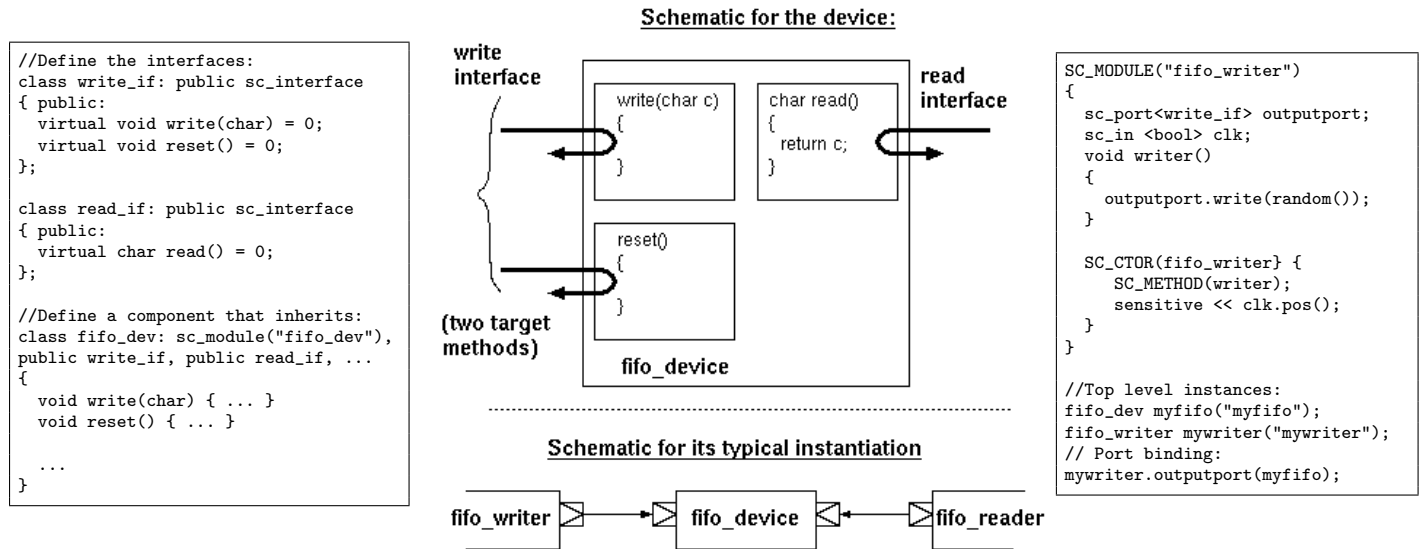 //Define the interfaces:
class write_if: public sc_interface
{ public:
  virtual void write(char) = 0;
  virtual void reset() = 0;
};

class read_if: public sc_interface
{ public:
  virtual char read() = 0;
};

//Define a component that inherits:
class fifo_dev: sc_module("fifo_dev"),
public write_if, public read_if, ...
{
  void write(char) { ... }
  void reset() { ... }

  ...
}
Schematic for the device:
write
interface
write(char c)
{
}
char read()
{
  return c;
}
read
interface
reset()
{
}
(two target
methods)
fifo_device
Schematic for its typical instantiation
fifo_writer
fifo_device
fifo_reader
SC_MODULE("fifo_writer")
{
  sc_port<write_if> outputport;
  sc_in <bool> clk;
  void writer()
  {
    outputport.write(random());
  }

  SC_CTOR(fifo_writer} {
     SC_METHOD(writer);
     sensitive << clk.pos();
  }
}

//Top level instances:
fifo_dev myfifo("myfifo");
fifo_writer mywriter("mywriter");
// Port binding:
mywriter.outputport(myfifo);